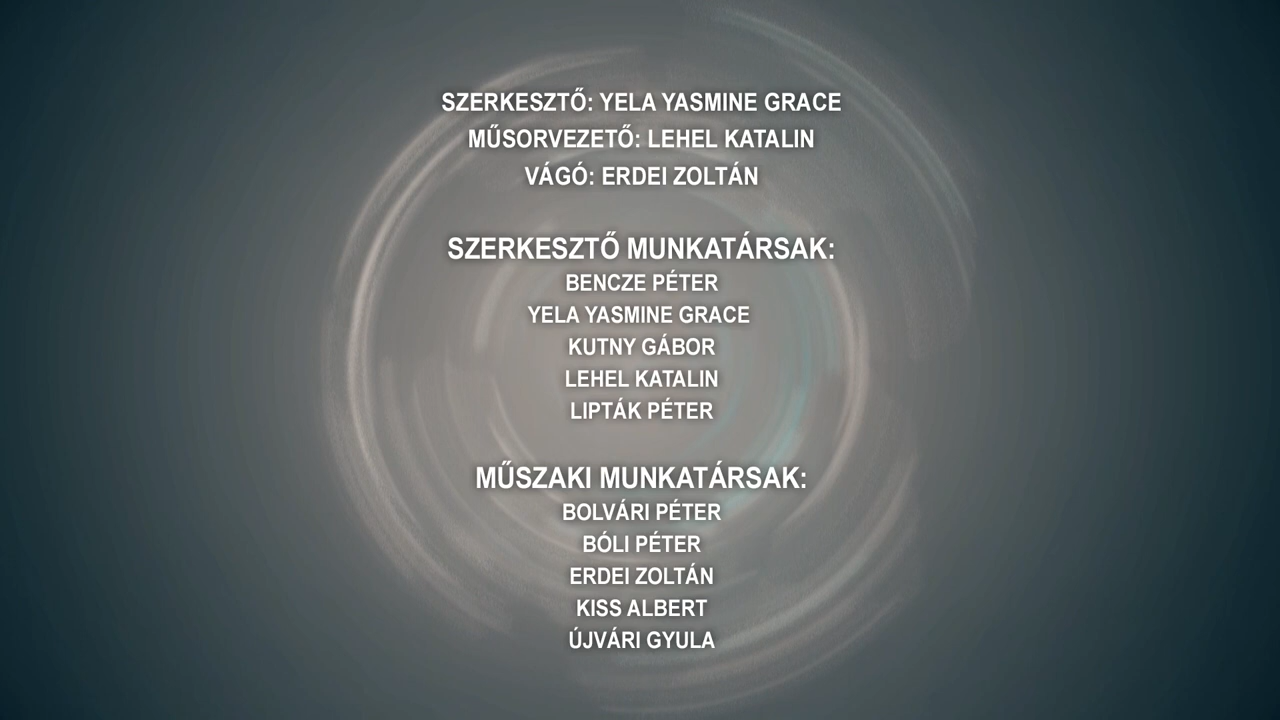 SZERKESZTŐ: YELA YASMINE GRACE
MŰSORVEZETŐ: LEHEL KATALIN
VÁGÓ: ERDEI ZOLTÁN
SZERKESZTŐ MUNKATÁRSAK:
BENCZE PÉTER
YELA YASMINE GRACE
KUTNY GÁBOR
LEHEL KATALIN
LIPTÁK PÉTER
MŰSZAKI MUNKATÁRSAK:
BOLVÁRI PÉTER
BÓLI PÉTER
ERDEI ZOLTÁN
KISS ALBERT
ÚJVÁRI GYULA